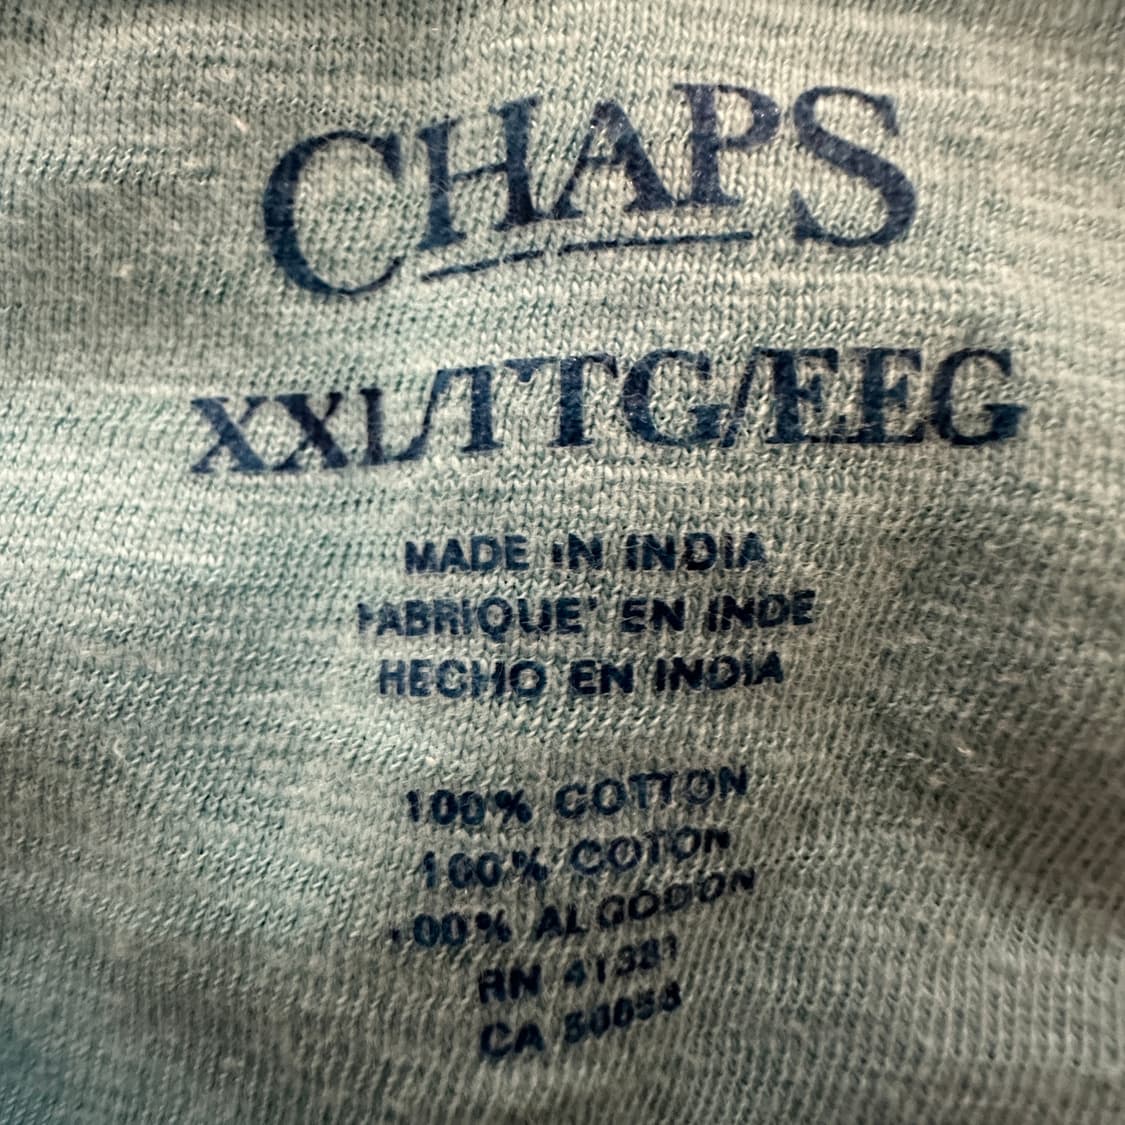 CHAPS
XXL/TTG/EEG
MADE IN INDIA
FABRIQUE' EN INDE
HECHO EN INDIA
100% COTTON
100% COTON
100% ALGODON
RN 41381
CA